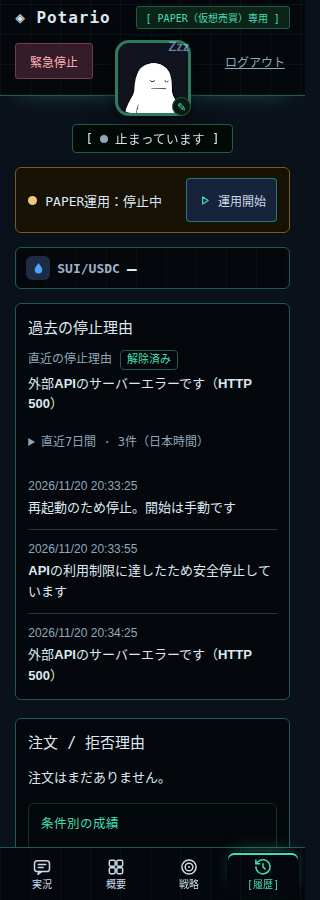 Potario
[ PAPER（仮想売買）専用 ]
緊急停止
Zzz
ログアウト
[ 止まっています ]
PAPER運用：停止中
運用開始
SUI/USDC —
過去の停止理由
直近の停止理由 解除済み
外部APIのサーバーエラーです（HTTP
500）
直近7日間 · 3件（日本時間）
2026/11/20 20:33:25
再起動のため停止。開始は手動です
2026/11/20 20:33:55
APIの利用制限に達したため安全停止して
います
2026/11/20 20:34:25
外部APIのサーバーエラーです（HTTP
500）
注文 / 拒否理由
注文はまだありません。
条件別の成績
実況
概要
戦略
[履歴]